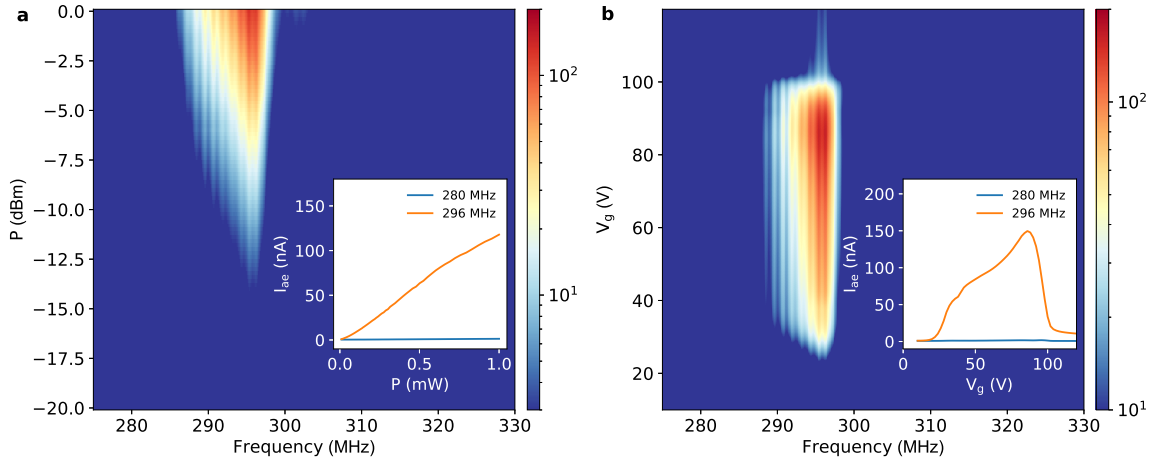 a
0.0
−2.5
−5.0
−7.5
−10.0
−12.5
−15.0
−17.5
−20.0
P (dBm)
280 290 300 310 320 330
Frequency (MHz)
10²
10¹
280 MHz
296 MHz
150
100
50
0
I_ae (nA)
0.0 0.5 1.0
P (mW)
b
100
80
60
40
20
V_g (V)
280 290 300 310 320 330
Frequency (MHz)
10²
10¹
280 MHz
296 MHz
200
150
100
50
0
I_ae (nA)
0 50 100
V_g (V)